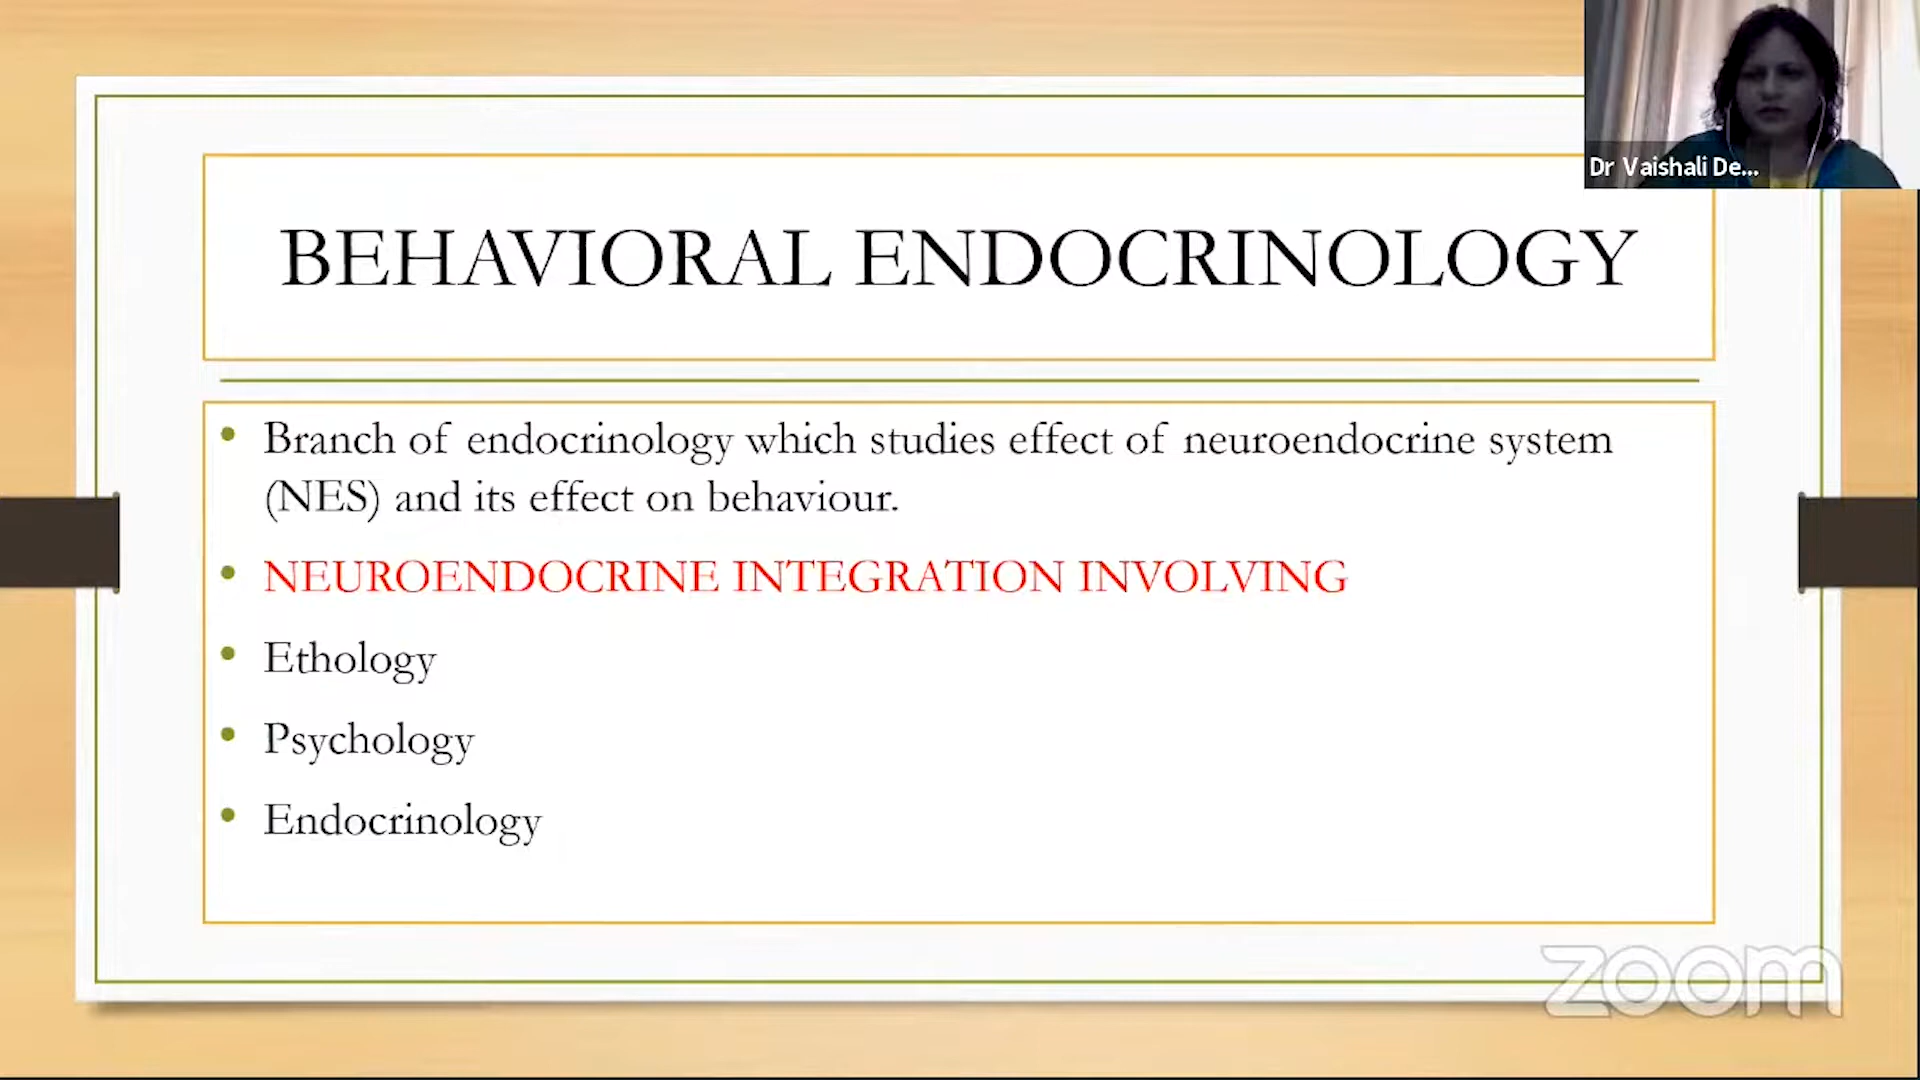 Dr Vaishali De...
BEHAVIORAL ENDOCRINOLOGY
• Branch of endocrinology which studies effect of neuroendocrine system
(NES) and its effect on behaviour.
• NEUROENDOCRINE INTEGRATION INVOLVING
• Ethology
• Psychology
• Endocrinology
zoom